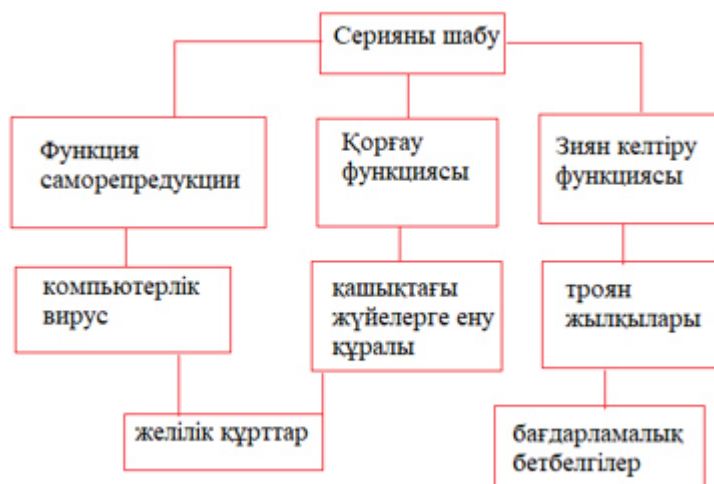 Серияны шабу
Функция
саморепредукции
Қорғау
функциясы
Зиян келтіру
функциясы
компьютерлік
вирус
қашықтағы
жүйелерге ену
құралы
троян
жылқылары
желілік құрттар
бағдарламалық
бетбелгілер